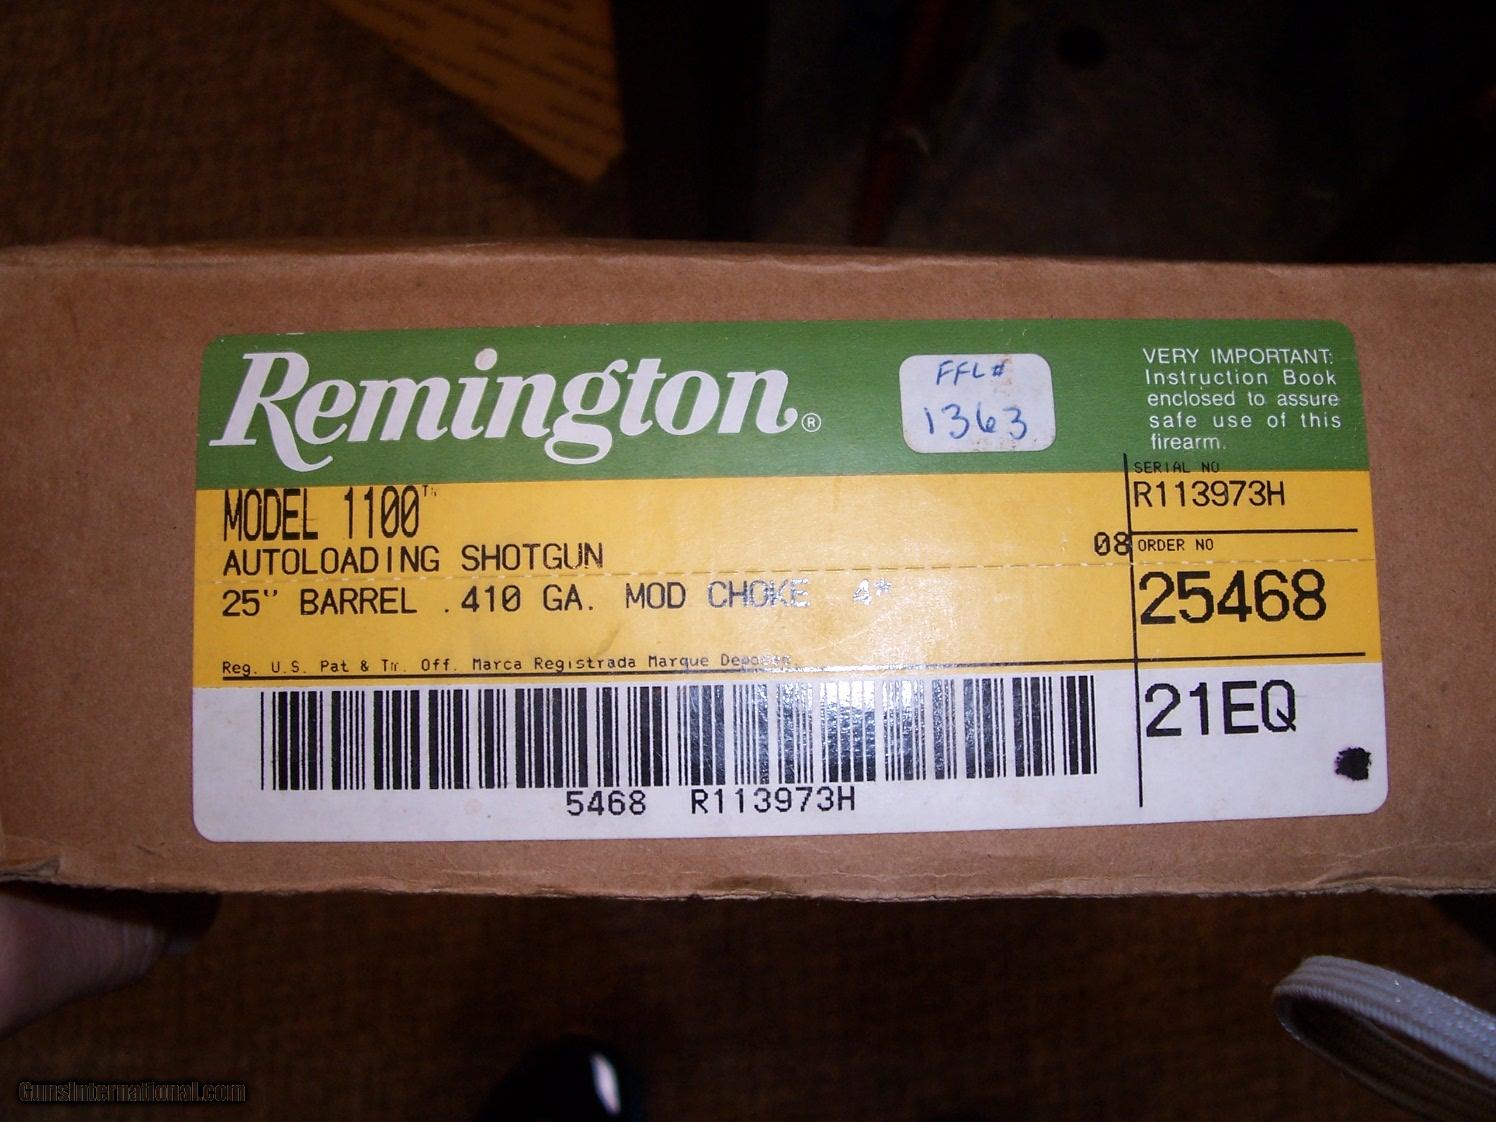 Remington®
FFL#
1363
VERY IMPORTANT:
Instruction Book
enclosed to assure
safe use of this
firearm.
MODEL 1100™
AUTOLOADING SHOTGUN
25" BARREL .410 GA. MOD CHOKE 4*
Reg. U.S. Pat & Tr. Off. Marca Registrada Marque Deposee.
SERIAL NO
R113973H
08
ORDER NO
25468
21EQ
5468 R113973H
GunsInternational.com